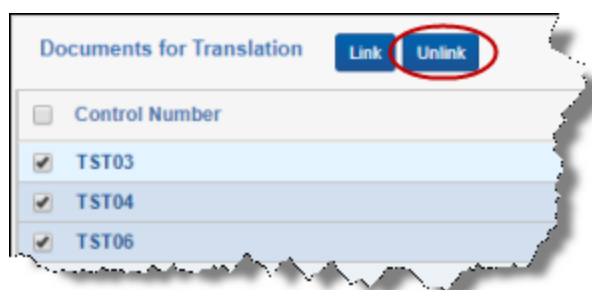 Documents for Translation Link Unlink
Control Number
TST03
TST04
TST06